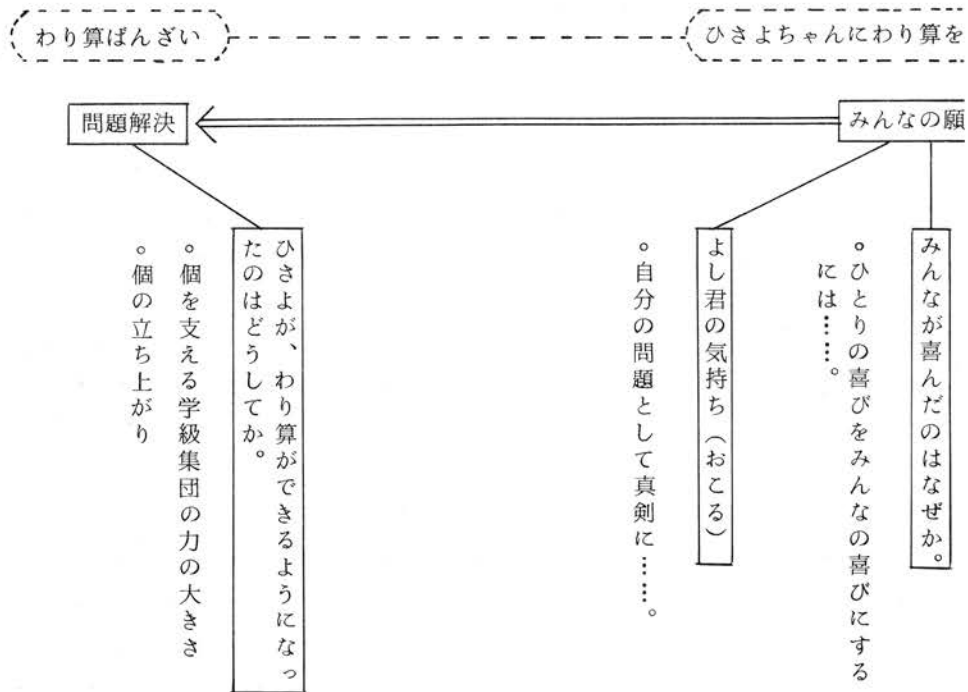 ひさよちゃんにわり算を
わり算ばんざい
みんなの願
問題解決
みんなが喜んだのはなぜか。
。ひとりの喜びをみんなの喜びにする
には……。
よし君の気持ち（おこる）
。自分の問題として真剣に……。
ひさよが、わり算ができるようになっ
たのはどうしてか。
。個を支える学級集団の力の大きさ
。個の立ち上がり